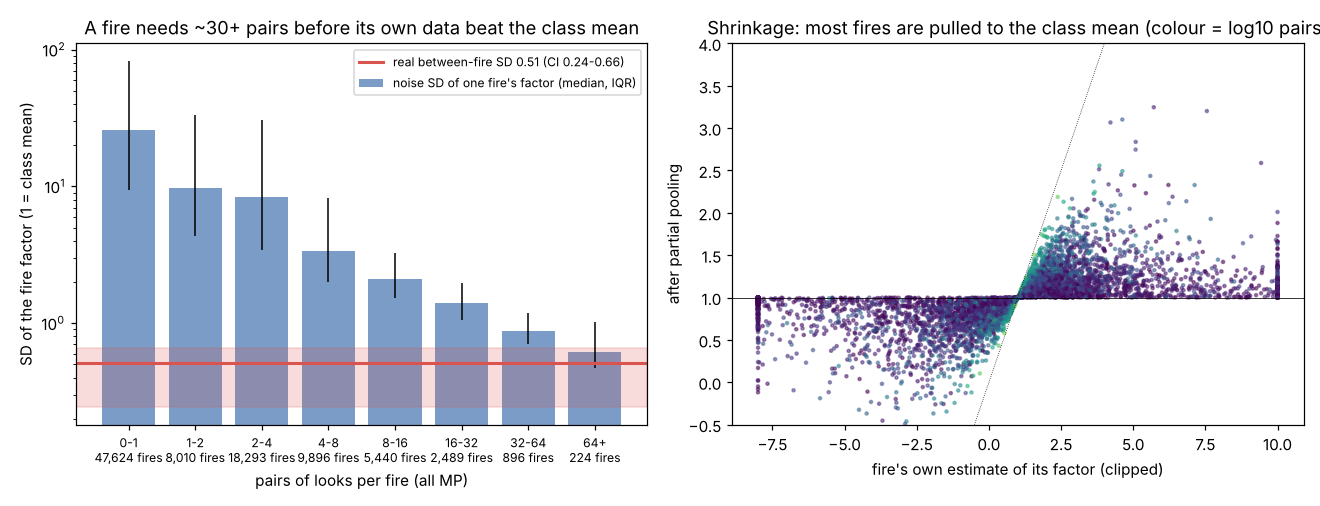 A fire needs ~30+ pairs before its own data beat the class mean
SD of the fire factor (1 = class mean)
10²
10¹
10⁰
real between-fire SD 0.51 (CI 0.24-0.66)
noise SD of one fire's factor (median, IQR)
0-1 1-2 2-4 4-8 8-16 16-32 32-64 64+
47,624 fires 8,010 fires 18,293 fires 9,896 fires 5,440 fires 2,489 fires 896 fires 224 fires
pairs of looks per fire (all MP)
Shrinkage: most fires are pulled to the class mean (colour = log10 pairs
after partial pooling
4.0
3.5
3.0
2.5
2.0
1.5
1.0
0.5
0.0
−0.5
−7.5 −5.0 −2.5 0.0 2.5 5.0 7.5 10.0
fire's own estimate of its factor (clipped)